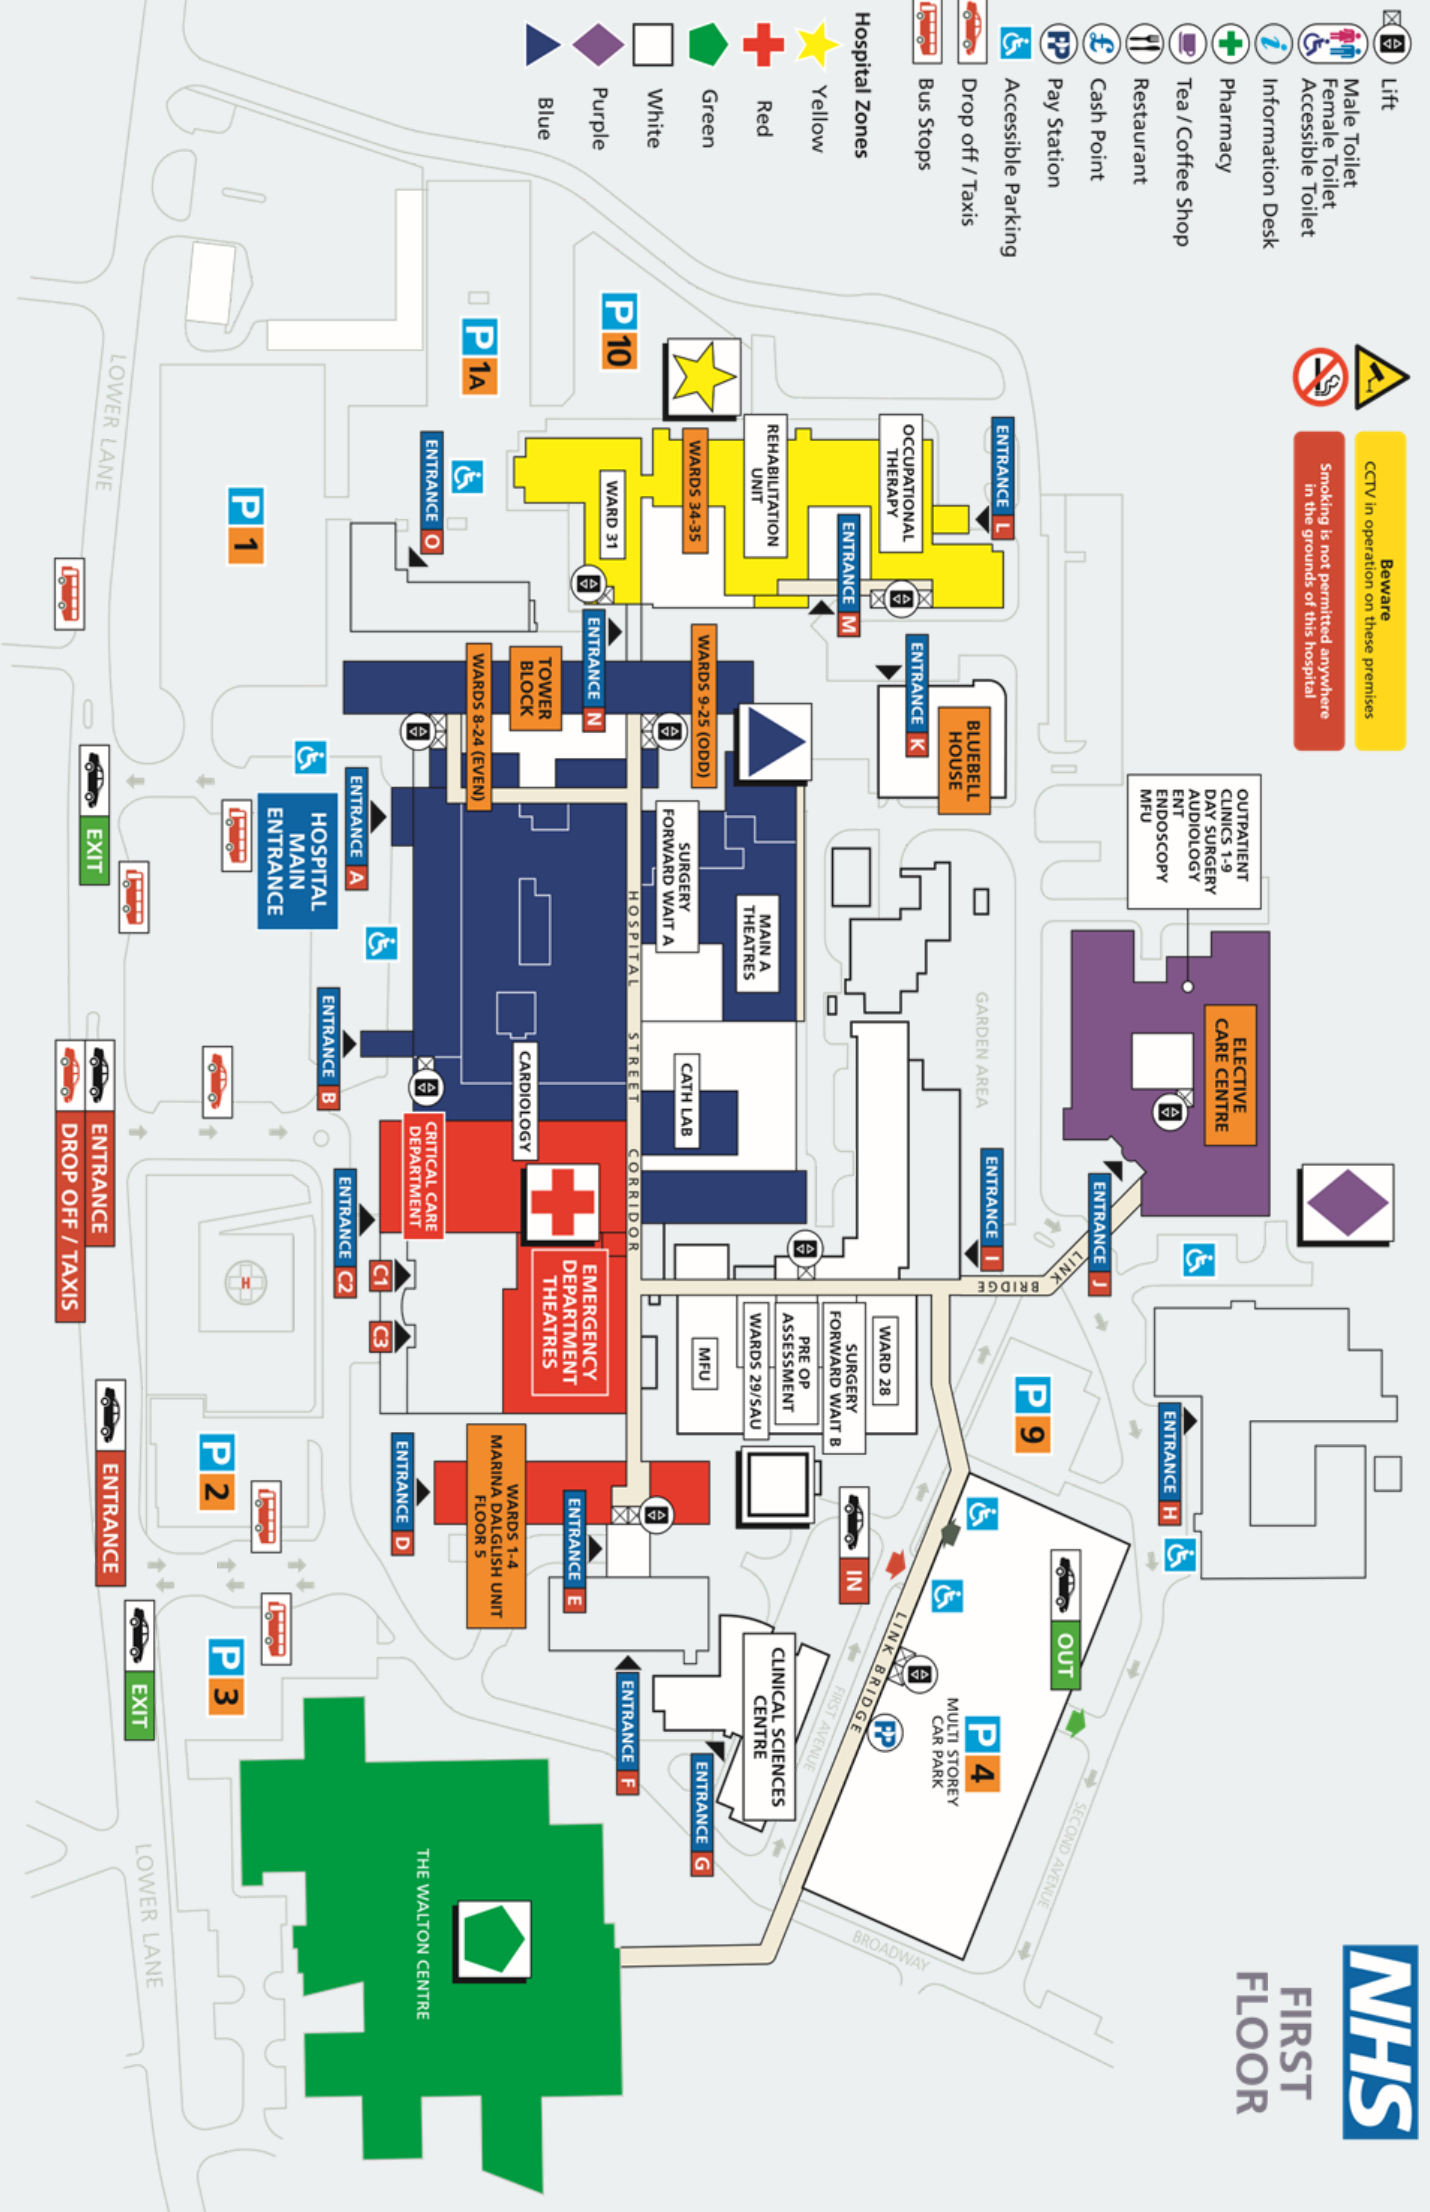 NHS
FIRST
FLOOR
Lift
Male Toilet
Female Toilet
Accessible Toilet
Information Desk
Pharmacy
Tea / Coffee Shop
Restaurant
Cash Point
Pay Station
Accessible Parking
Drop off / Taxis
Bus Stops
Hospital Zones
Yellow
Red
Green
White
Purple
Blue
Beware
CCTV in operation on these premises
Smoking is not permitted anywhere
in the grounds of this hospital
OUTPATIENT
CLINICS 1-9
DAY SURGERY
AUDIOLOGY
ENT
ENDOSCOPY
MFU
ELECTIVE
CARE CENTRE
ENTRANCE J
LINK
BRIDGE
ENTRANCE I
ENTRANCE H
P 9
GARDEN AREA
ENTRANCE L
OCCUPATIONAL
THERAPY
ENTRANCE M
REHABILITATION
UNIT
WARDS 34-35
WARD 31
ENTRANCE K
BLUEBELL
HOUSE
P 10
P 1A
ENTRANCE O
P 1
ENTRANCE N
WARDS 9-25 (ODD)
TOWER
BLOCK
WARDS 8-24 (EVEN)
SURGERY
FORWARD WAIT A
MAIN A
THEATRES
CATH LAB
HOSPITAL STREET CORRIDOR
CARDIOLOGY
WARD 28
SURGERY
FORWARD WAIT B
PRE OP
ASSESSMENT
WARDS 29/SAU
MFU
IN
OUT
P 4
MULTI STOREY
CAR PARK
PP
LINK BRIDGE
FIRST AVENUE
SECOND AVENUE
BROADWAY
CLINICAL SCIENCES
CENTRE
ENTRANCE G
ENTRANCE F
ENTRANCE E
WARDS 1-4
MARINA DALGLISH UNIT
FLOOR 5
ENTRANCE D
EMERGENCY
DEPARTMENT
THEATRES
CRITICAL CARE
DEPARTMENT
ENTRANCE C2
C1
C3
ENTRANCE A
HOSPITAL
MAIN
ENTRANCE
ENTRANCE B
H
P 2
P 3
THE WALTON CENTRE
EXIT
ENTRANCE
DROP OFF / TAXIS
ENTRANCE
EXIT
LOWER LANE
LOWER LANE